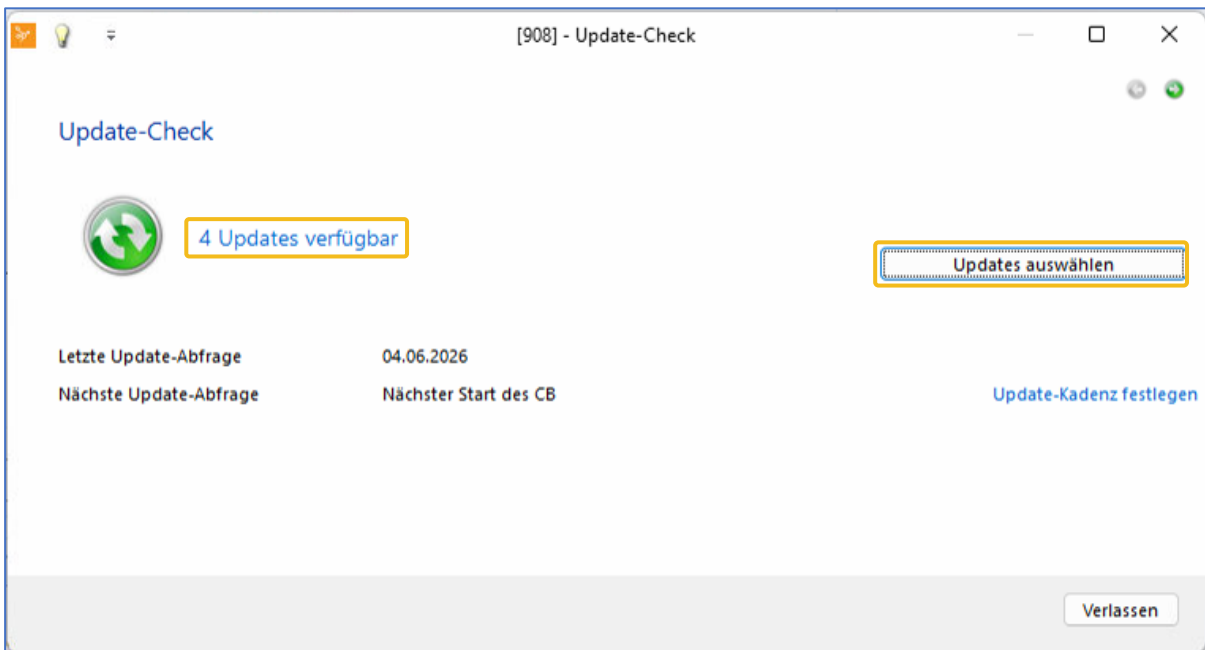 [908] - Update-Check
Update-Check
4 Updates verfügbar
Updates auswählen
Letzte Update-Abfrage 04.06.2026
Nächste Update-Abfrage Nächster Start des CB Update-Kadenz festlegen
Verlassen